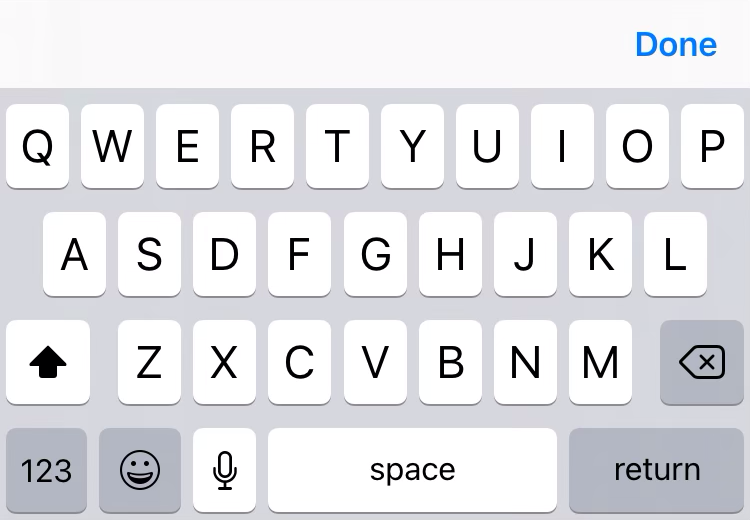 Done
Q W E R T Y U I O P
A S D F G H J K L
Z X C V B N M
123 space return